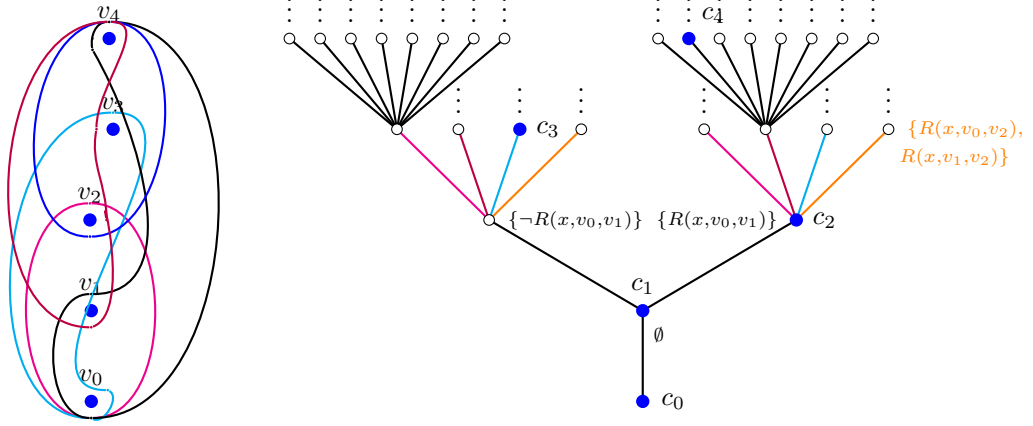 v₄
v₃
v₂
v₁
v₀
c₄
c₃
{R(x,v₀,v₂),
R(x,v₁,v₂)}
{¬R(x,v₀,v₁)} {R(x,v₀,v₁)} c₂
c₁
∅
c₀